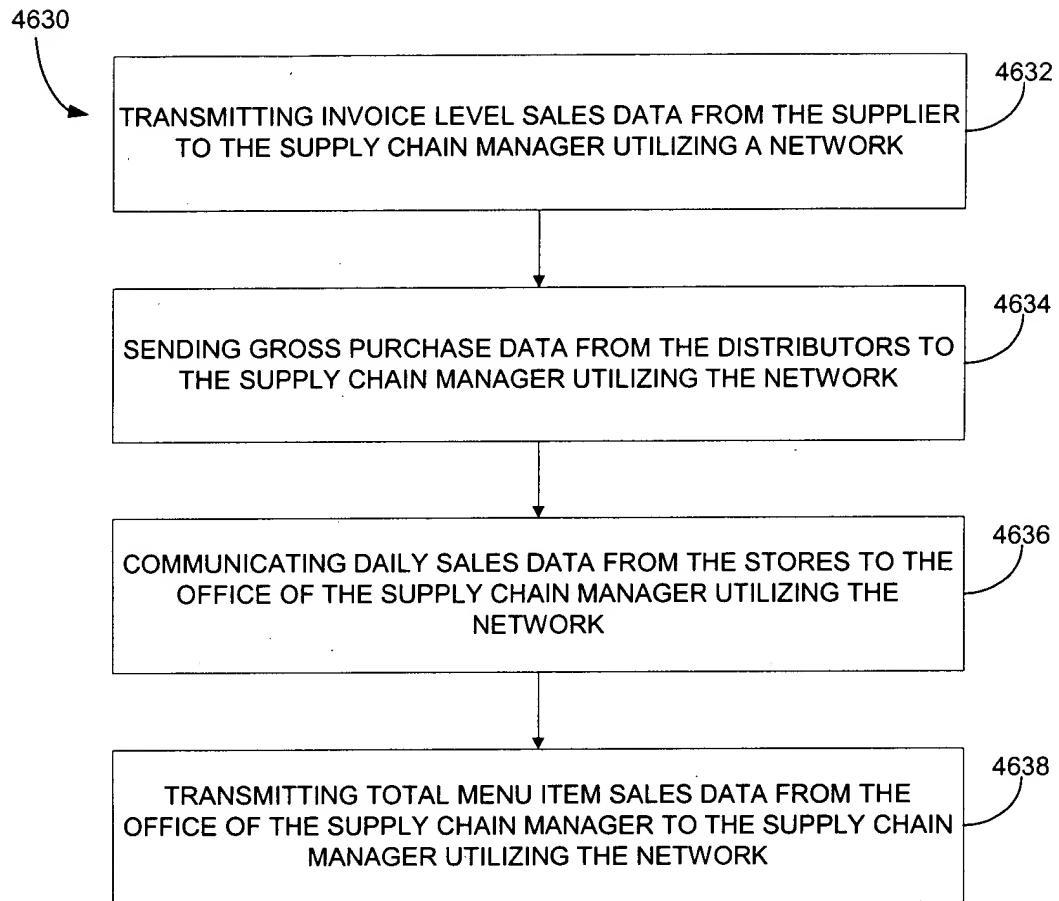 4630
4632
TRANSMITTING INVOICE LEVEL SALES DATA FROM THE SUPPLIER
TO THE SUPPLY CHAIN MANAGER UTILIZING A NETWORK
4634
SENDING GROSS PURCHASE DATA FROM THE DISTRIBUTORS TO
THE SUPPLY CHAIN MANAGER UTILIZING THE NETWORK
4636
COMMUNICATING DAILY SALES DATA FROM THE STORES TO THE
OFFICE OF THE SUPPLY CHAIN MANAGER UTILIZING THE
NETWORK
4638
TRANSMITTING TOTAL MENU ITEM SALES DATA FROM THE
OFFICE OF THE SUPPLY CHAIN MANAGER TO THE SUPPLY CHAIN
MANAGER UTILIZING THE NETWORK